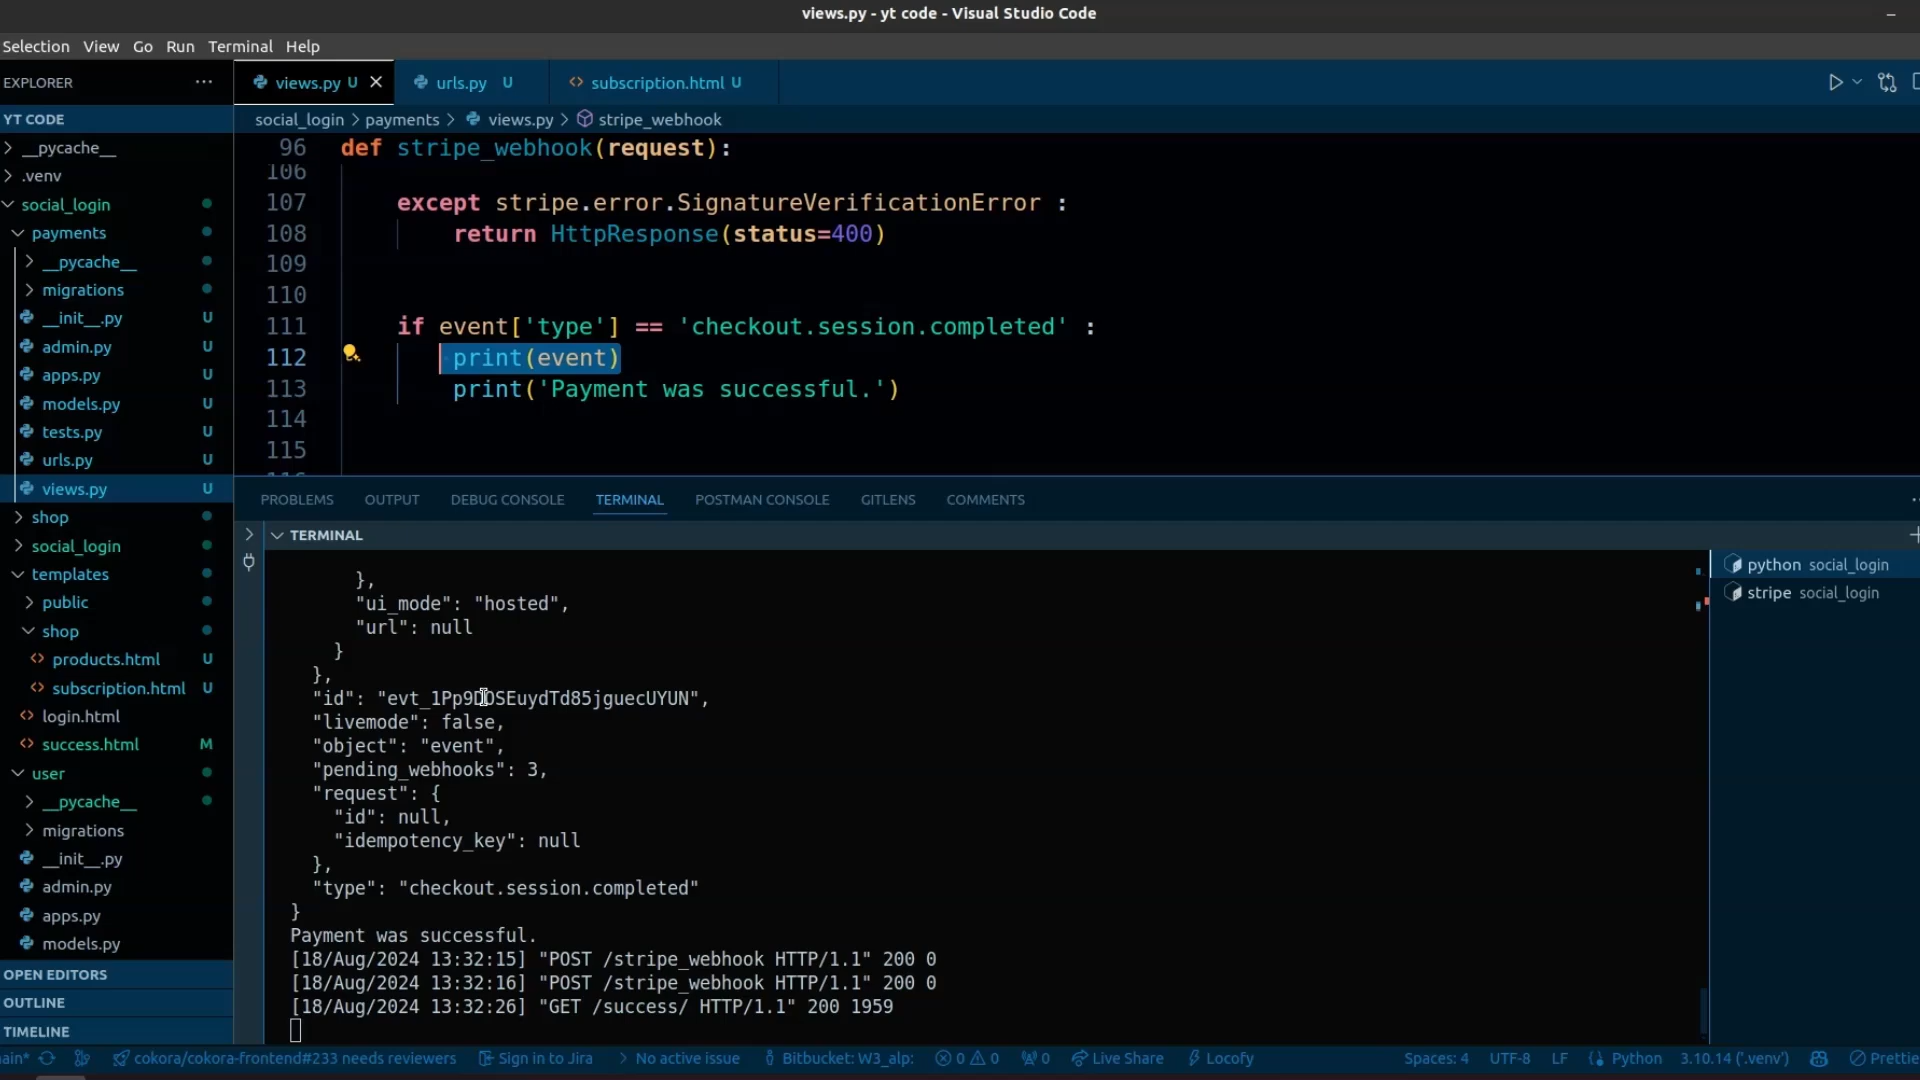 views.py - yt code - Visual Studio Code
Selection View Go Run Terminal Help
EXPLORER
views.py U
urls.py U
subscription.html U
YT CODE
social_login > payments > views.py > stripe_webhook
__pycache__
.venv
social_login
payments
__pycache__
migrations
__init__.py U
admin.py U
apps.py U
models.py U
tests.py U
urls.py U
views.py U
shop
social_login
templates
public
shop
products.html U
subscription.html U
login.html
success.html M
user
__pycache__
migrations
__init__.py
admin.py
apps.py
models.py
OPEN EDITORS
OUTLINE
TIMELINE
96 def stripe_webhook(request):
106
107 except stripe.error.SignatureVerificationError :
108 return HttpResponse(status=400)
109
110
111 if event['type'] == 'checkout.session.completed' :
112 print(event)
113 print('Payment was successful.')
114
115
PROBLEMS OUTPUT DEBUG CONSOLE TERMINAL POSTMAN CONSOLE GITLENS COMMENTS
TERMINAL
},
"ui_mode": "hosted",
"url": null
}
},
"id": "evt_1Pp9DOSEuydTd85jguecUYUN",
"livemode": false,
"object": "event",
"pending_webhooks": 3,
"request": {
"id": null,
"idempotency_key": null
},
"type": "checkout.session.completed"
}
Payment was successful.
[18/Aug/2024 13:32:15] "POST /stripe_webhook HTTP/1.1" 200 0
[18/Aug/2024 13:32:16] "POST /stripe_webhook HTTP/1.1" 200 0
[18/Aug/2024 13:32:26] "GET /success/ HTTP/1.1" 200 1959
python social_login
stripe social_login
ain* cokora/cokora-frontend#233 needs reviewers Sign in to Jira No active issue Bitbucket: W3_alp: 0 0 0 Live Share Locofy Spaces: 4 UTF-8 LF Python 3.10.14 ('.venv') Prettie